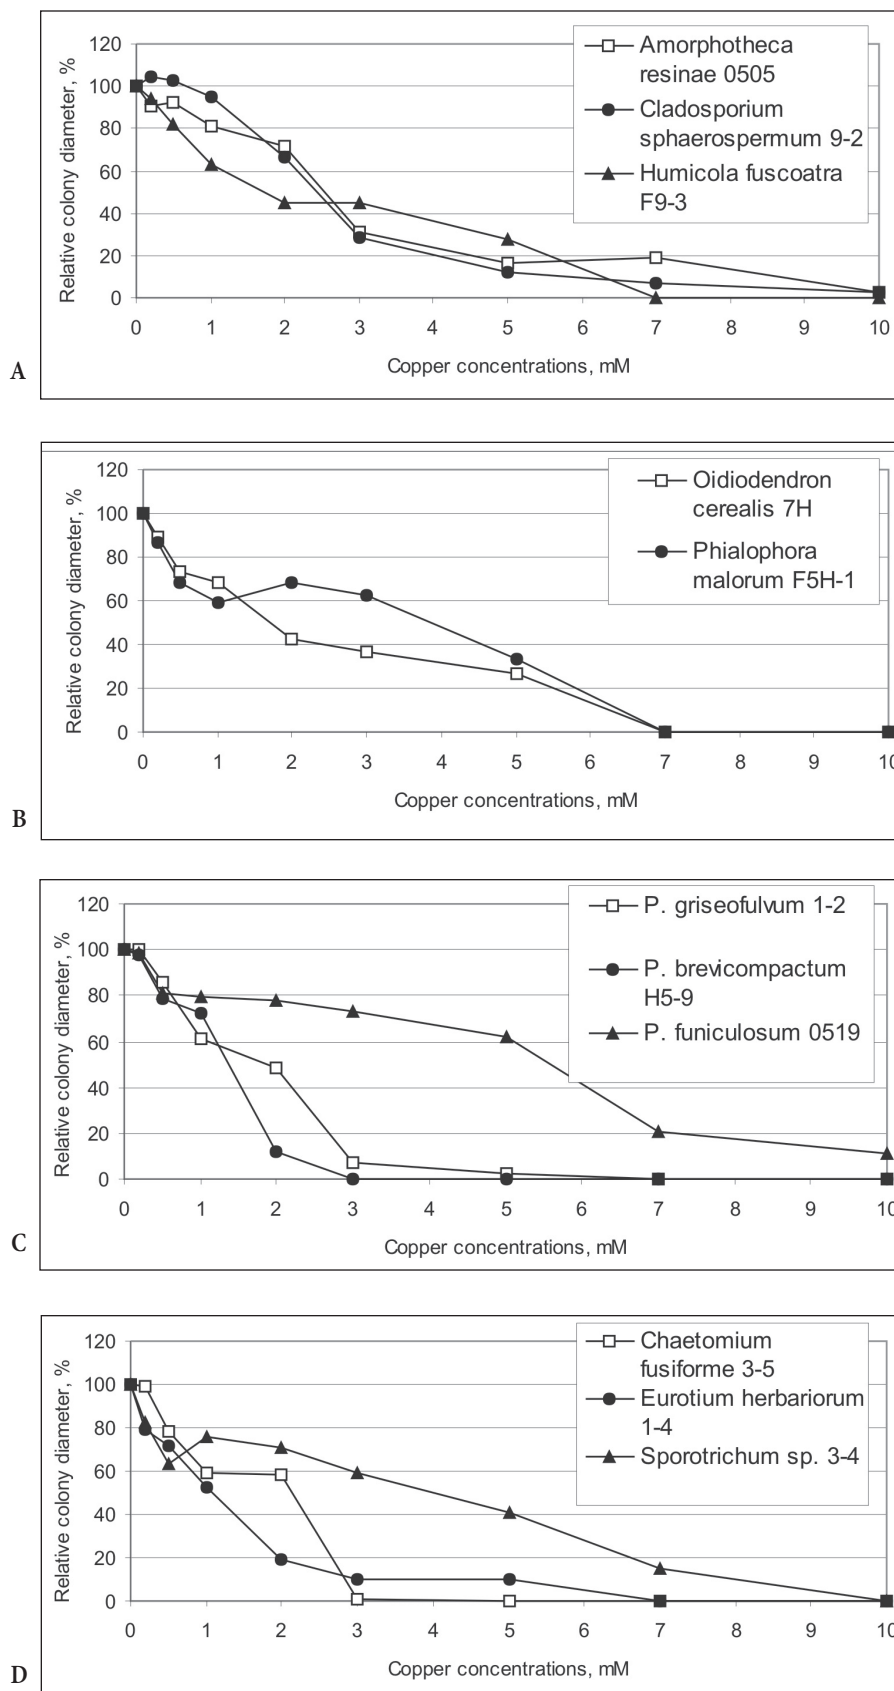 120
100
80
60
40
20
0
Relative colony diameter, %
Amorphotheca
resinae 0505
Cladosporium
sphaerospermum 9-2
Humicola fuscoatra
F9-3
0 1 2 3 4 5 6 7 8 9 10
Copper concentrations, mM
A
120
100
80
60
40
20
0
Relative colony diameter, %
Oidiodendron
cerealis 7H
Phialophora
malorum F5H-1
0 1 2 3 4 5 6 7 8 9 10
Copper concentrations, mM
B
120
100
80
60
40
20
0
Relative colony diameter, %
P. griseofulvum 1-2
P. brevicompactum
H5-9
P. funiculosum 0519
0 1 2 3 4 5 6 7 8 9 10
Copper concentrations, mM
C
120
100
80
60
40
20
0
Relative colony diameter, %
Chaetomium
fusiforme 3-5
Eurotium herbariorum
1-4
Sporotrichum sp. 3-4
0 1 2 3 4 5 6 7 8 9 10
Copper concentrations, mM
D